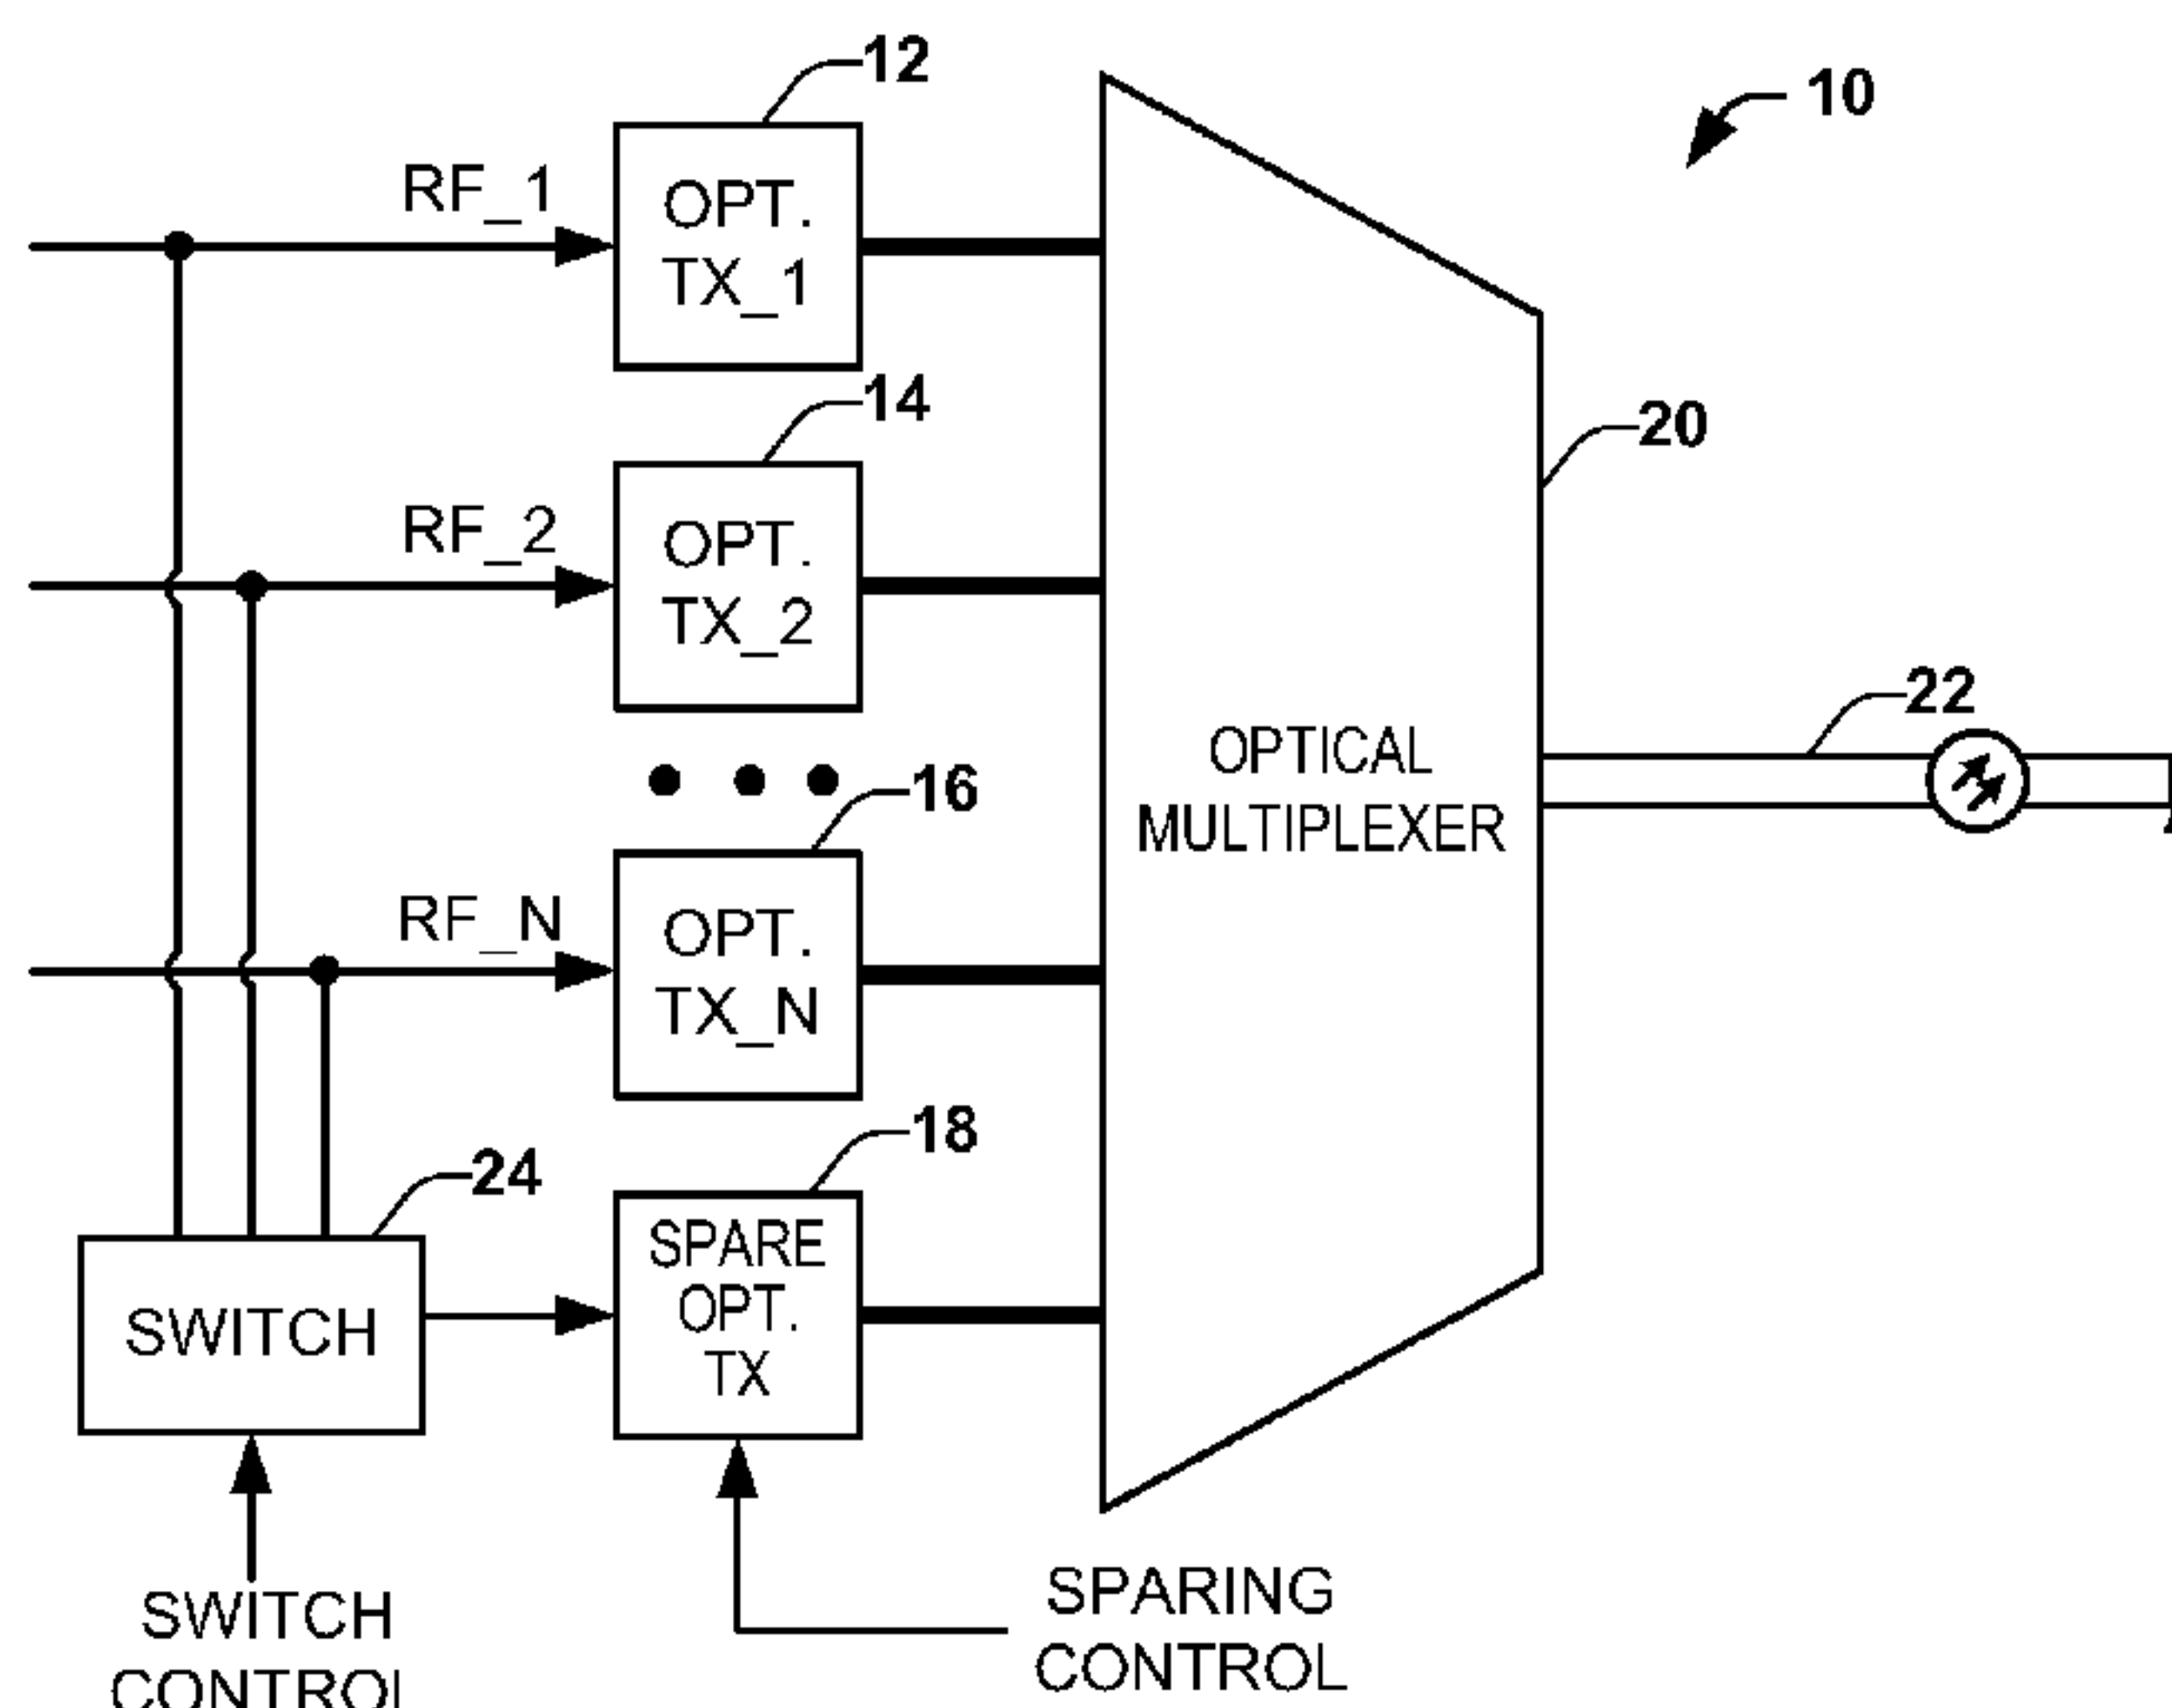 12
10
RF_1
OPT.
TX_1
14
20
RF_2
OPT.
TX_2
22
OPTICAL
MULTIPLEXER
16
RF_N
OPT.
TX_N
18
24
SPARE
OPT.
TX
SWITCH
SWITCH
CONTROL
SPARING
CONTROL